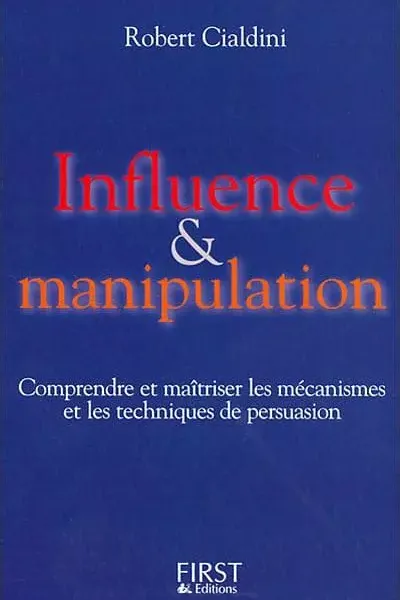 Robert Cialdini
Influence
&
manipulation
Comprendre et maîtriser les mécanismes
et les techniques de persuasion
FIRST
& Editions